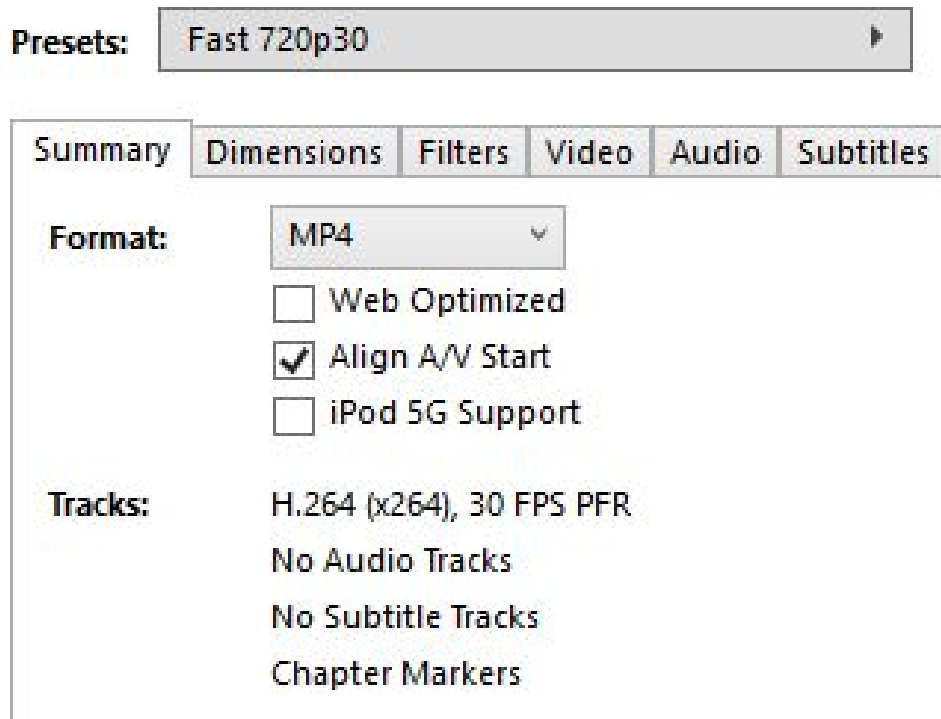 Presets: Fast 720p30
Summary Dimensions Filters Video Audio Subtitles
Format: MP4
Web Optimized
Align A/V Start
iPod 5G Support
Tracks: H.264 (x264), 30 FPS PFR
No Audio Tracks
No Subtitle Tracks
Chapter Markers